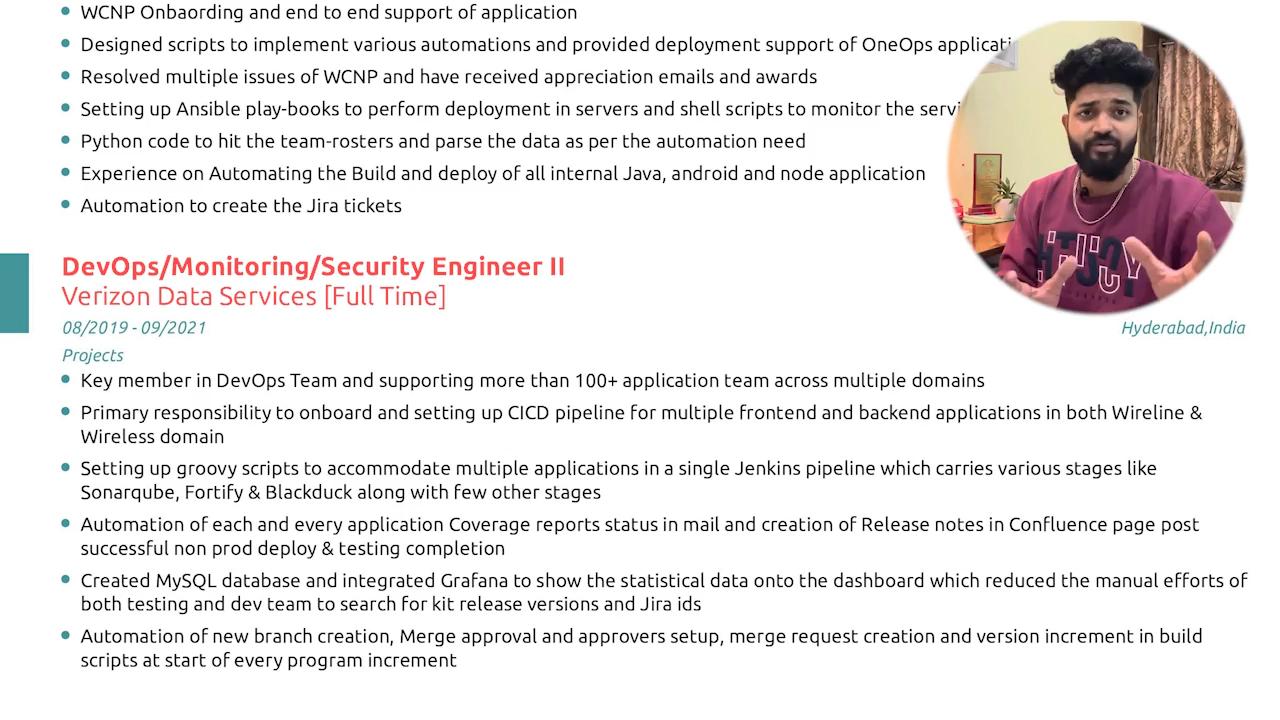 WCNP Onbaording and end to end support of application
Designed scripts to implement various automations and provided deployment support of OneOps
Resolved multiple issues of WCNP and have received appreciation emails and awards
Setting up Ansible play-books to perform deployment in servers and shell scripts to monitor the
Python code to hit the team-rosters and parse the data as per the automation need
Experience on Automating the Build and deploy of all internal Java, android and node application
Automation to create the Jira tickets
DevOps/Monitoring/Security Engineer II
Verizon Data Services [Full Time]
08/2019 - 09/2021
Hyderabad,India
Projects
Key member in DevOps Team and supporting more than 100+ application team across multiple domains
Primary responsibility to onboard and setting up CICD pipeline for multiple frontend and backend applications in both Wireline &
Wireless domain
Setting up groovy scripts to accommodate multiple applications in a single Jenkins pipeline which carries various stages like
Sonarqube, Fortify & Blackduck along with few other stages
Automation of each and every application Coverage reports status in mail and creation of Release notes in Confluence page post
successful non prod deploy & testing completion
Created MySQL database and integrated Grafana to show the statistical data onto the dashboard which reduced the manual efforts of
both testing and dev team to search for kit release versions and Jira ids
Automation of new branch creation, Merge approval and approvers setup, merge request creation and version increment in build
scripts at start of every program increment